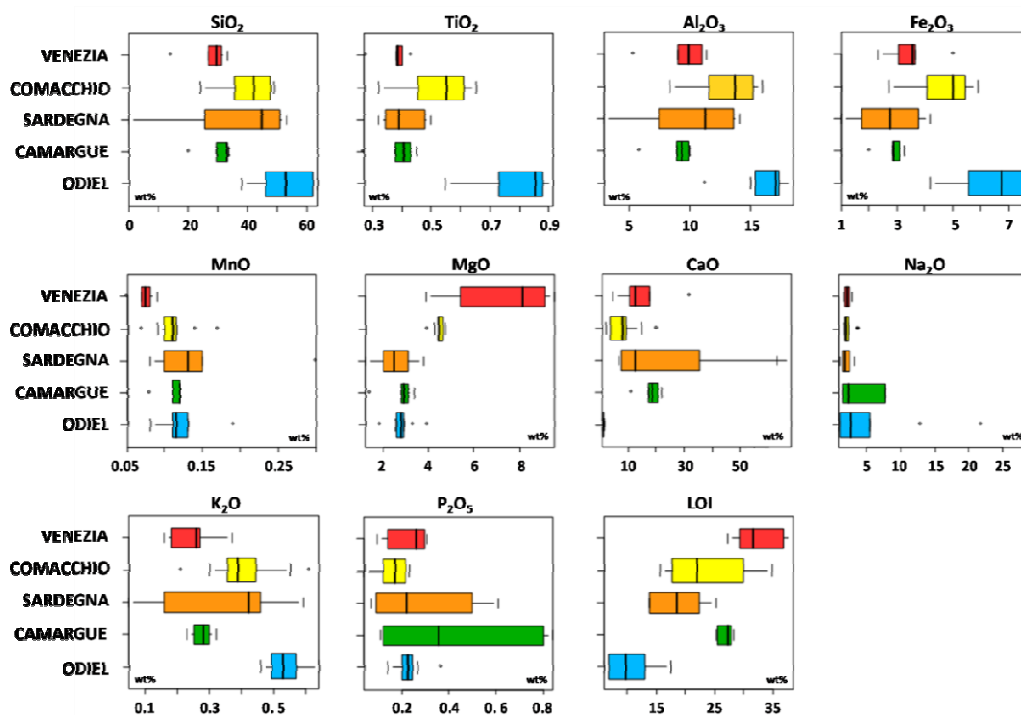 SiO₂ TiO₂ Al₂O₃ Fe₂O₃
VENEZIA
COMACCHIO
SARDEGNA
CAMARGUE
ODIEL
wt% wt% wt% wt%
0 20 40 60 0.3 0.5 0.7 0.9 5 10 15 1 3 5 7
MnO MgO CaO Na₂O
VENEZIA
COMACCHIO
SARDEGNA
CAMARGUE
ODIEL
wt% wt% wt% wt%
0.05 0.15 0.25 2 4 6 8 10 30 50 5 15 25
K₂O P₂O₅ LOI
VENEZIA
COMACCHIO
SARDEGNA
CAMARGUE
ODIEL
wt% wt% wt%
0.1 0.3 0. 5 0.2 0.4 0. 6 0.8 15 25 35